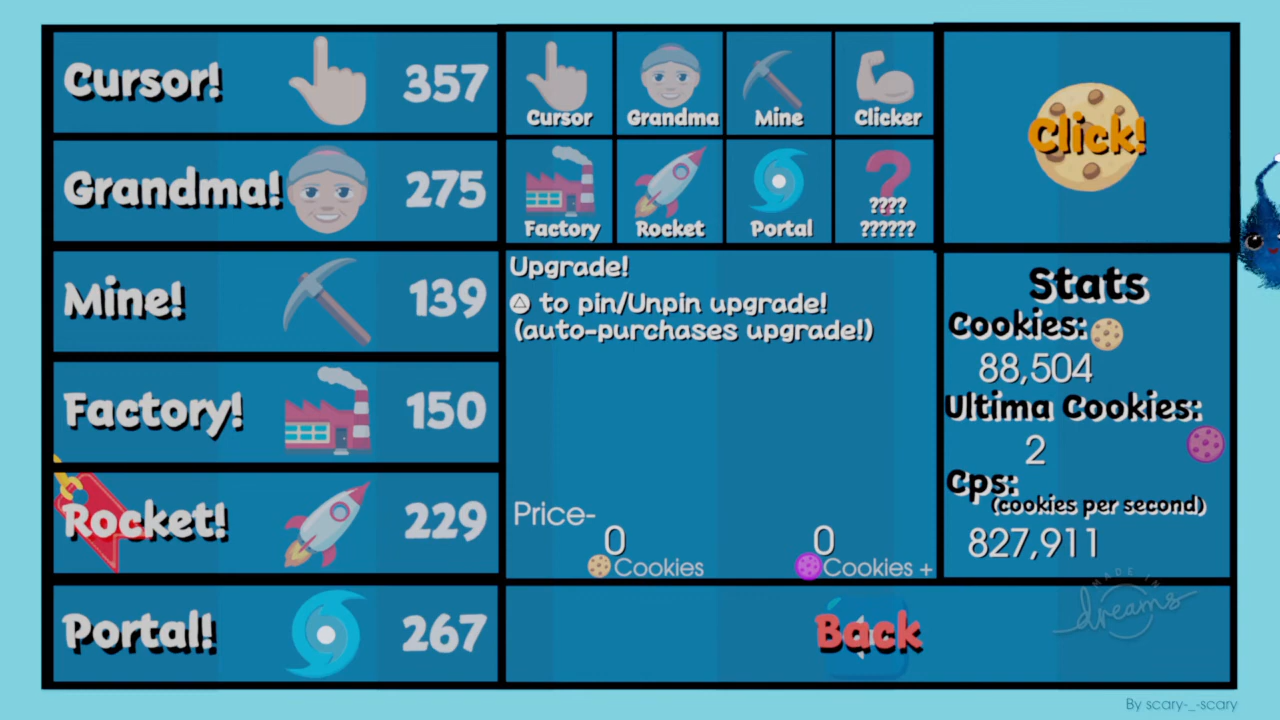 Cursor! 357
Grandma! 275
Mine! 139
Factory! 150
Rocket! 229
Portal! 267
Cursor Grandma Mine Clicker
Factory Rocket Portal ????
??????
Upgrade!
to pin/Unpin upgrade!
(auto-purchases upgrade!)
Price-
0 0
Cookies Cookies +
Click!
Stats
Cookies:
88,504
Ultima Cookies:
2
Cps:
(cookies per second)
827,911
Back
MADE IN
dreams
By scary-_-scary